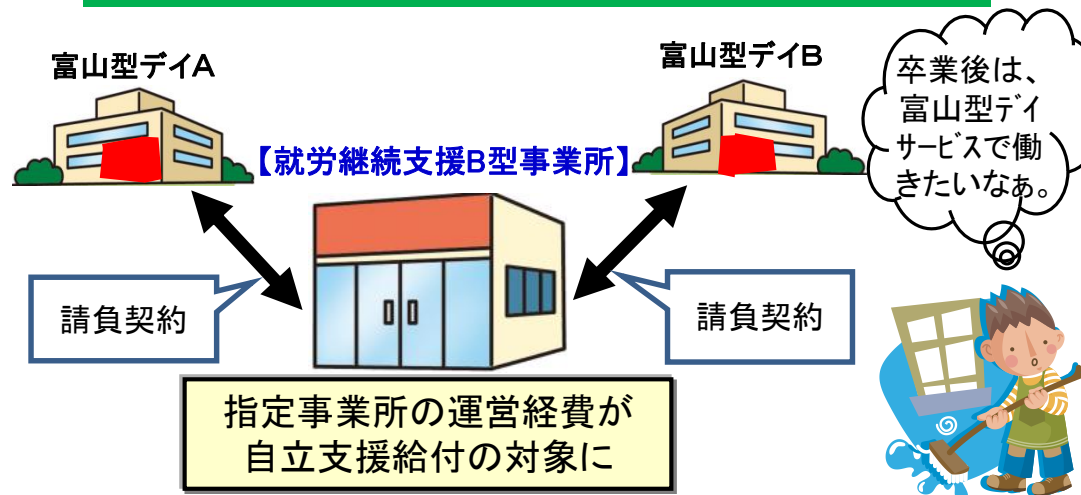 富山型デイA
富山型デイB
卒業後は、
富山型デイ
サービスで働
きたいなぁ。
【就労継続支援B型事業所】
請負契約
請負契約
指定事業所の運営経費が
自立支援給付の対象に